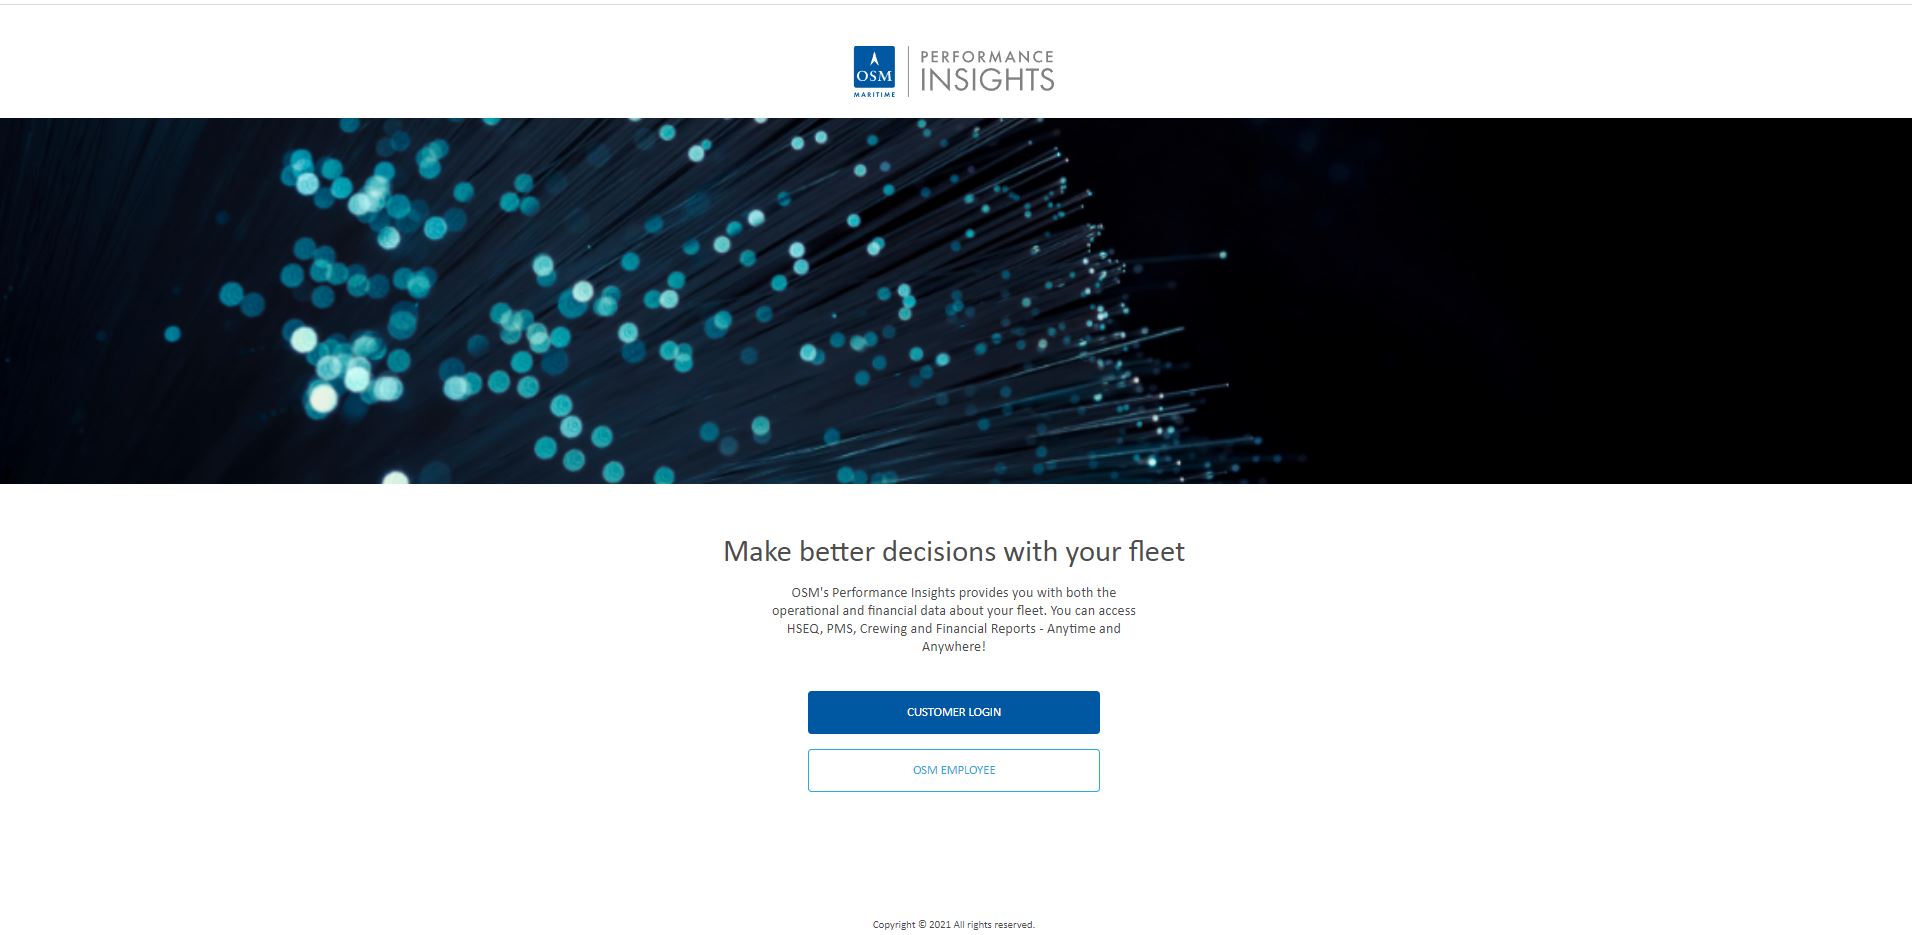 OSM
MARITIME
PERFORMANCE
INSIGHTS
Make better decisions with your fleet
OSM's Performance Insights provides you with both the
operational and financial data about your fleet. You can access
HSEQ, PMS, Crewing and Financial Reports - Anytime and
Anywhere!
CUSTOMER LOGIN
OSM EMPLOYEE
Copyright © 2021 All rights reserved.